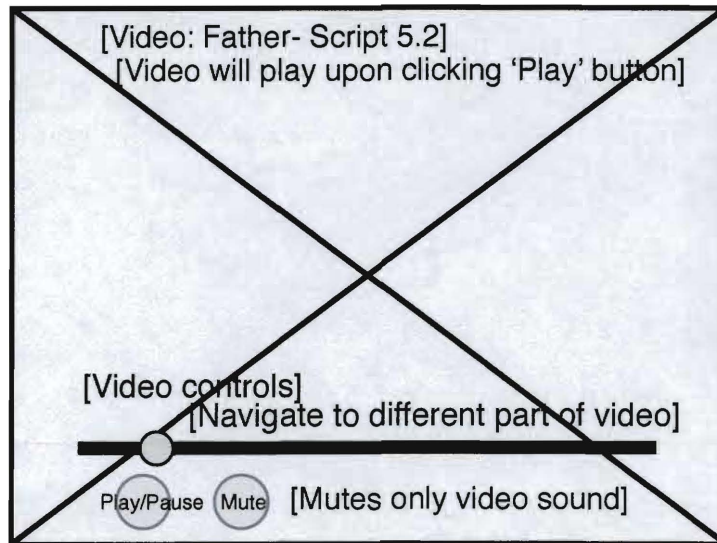 [Video: Father- Script 5.2]
[Video will play upon clicking ‘Play’ button]
[Video controls]
[Navigate to different part of video]
Play/Pause Mute [Mutes only video sound]